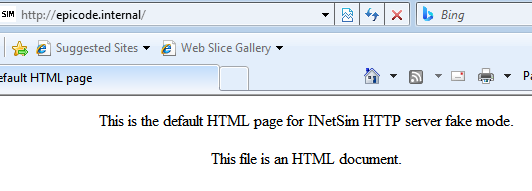 SIM http://epicode.internal/
Bing
Suggested Sites
Web Slice Gallery
efault HTML page
This is the default HTML page for INetSim HTTP server fake mode.
This file is an HTML document.